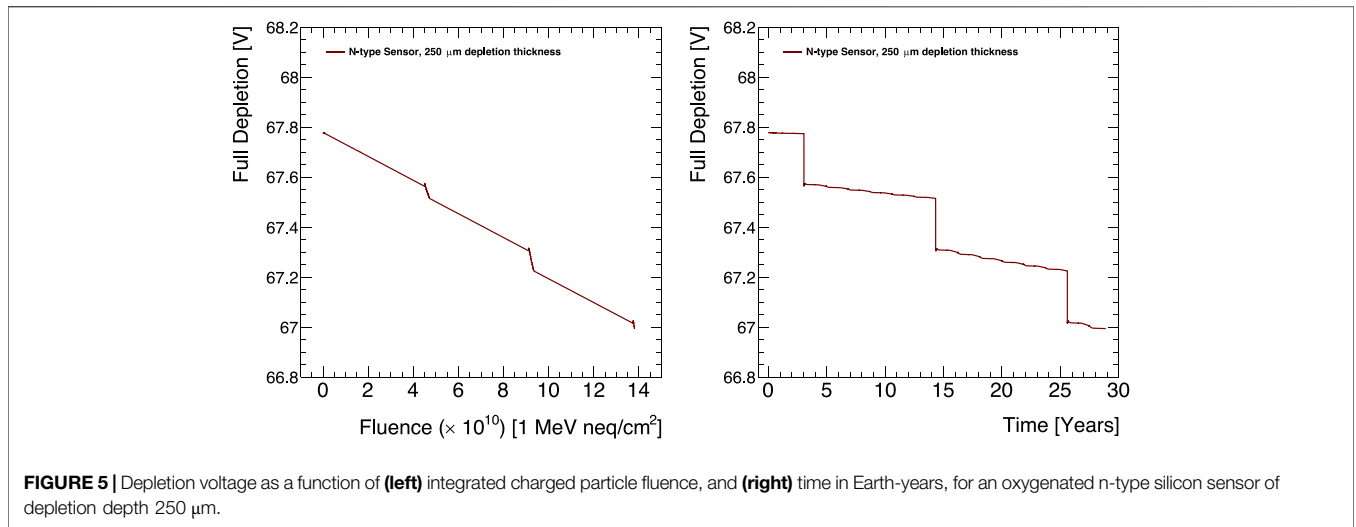 Full Depletion [V]
68.2
68
67.8
67.6
67.4
67.2
67
66.8
N-type Sensor, 250 μm depletion thickness
0 2 4 6 8 10 12 14
Fluence (× 10¹⁰) [1 MeV neq/cm²]
Full Depletion [V]
68.2
68
67.8
67.6
67.4
67.2
67
66.8
N-type Sensor, 250 μm depletion thickness
0 5 10 15 20 25 30
Time [Years]
FIGURE 5 | Depletion voltage as a function of (left) integrated charged particle fluence, and (right) time in Earth-years, for an oxygenated n-type silicon sensor of
depletion depth 250 μm.